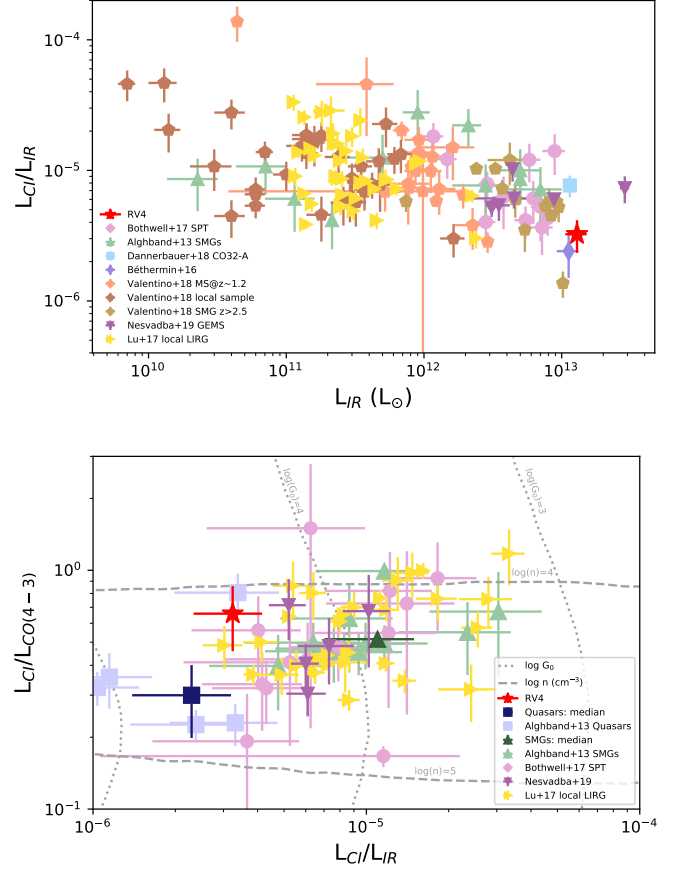 10⁻⁴
10⁻⁵
10⁻⁶
L_CI/L_IR
RV4
Bothwell+17 SPT
Alghband+13 SMGs
Dannerbauer+18 CO32-A
Béthermin+16
Valentino+18 MS@z~1.2
Valentino+18 local sample
Valentino+18 SMG z>2.5
Nesvadba+19 GEMS
Lu+17 local LIRG
10¹⁰ 10¹¹ 10¹² 10¹³
L_IR (L_⊙)
log(G₀)=4
log(G₀)=3
log(n)=4
log(n)=5
10⁰
10⁻¹
L_CI/L_CO(4−3)
log G₀
log n (cm⁻³)
RV4
Quasars: median
Alghband+13 Quasars
SMGs: median
Alghband+13 SMGs
Bothwell+17 SPT
Nesvadba+19
Lu+17 local LIRG
10⁻⁶ 10⁻⁵ 10⁻⁴
L_CI/L_IR